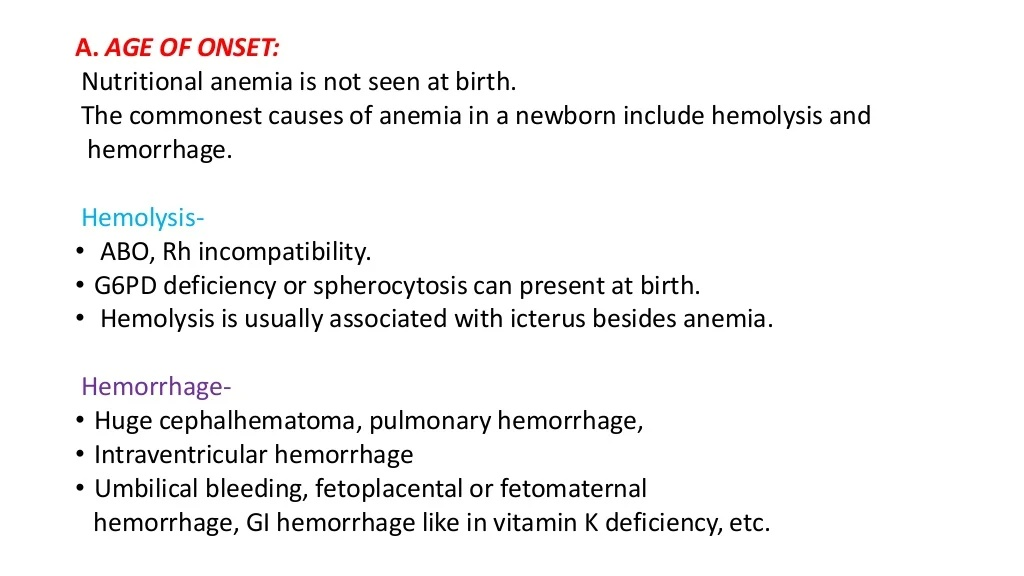 A. AGE OF ONSET:
Nutritional anemia is not seen at birth.
The commonest causes of anemia in a newborn include hemolysis and
hemorrhage.
Hemolysis-
• ABO, Rh incompatibility.
• G6PD deficiency or spherocytosis can present at birth.
• Hemolysis is usually associated with icterus besides anemia.
Hemorrhage-
• Huge cephalhematoma, pulmonary hemorrhage,
• Intraventricular hemorrhage
• Umbilical bleeding, fetoplacental or fetomaternal
hemorrhage, GI hemorrhage like in vitamin K deficiency, etc.